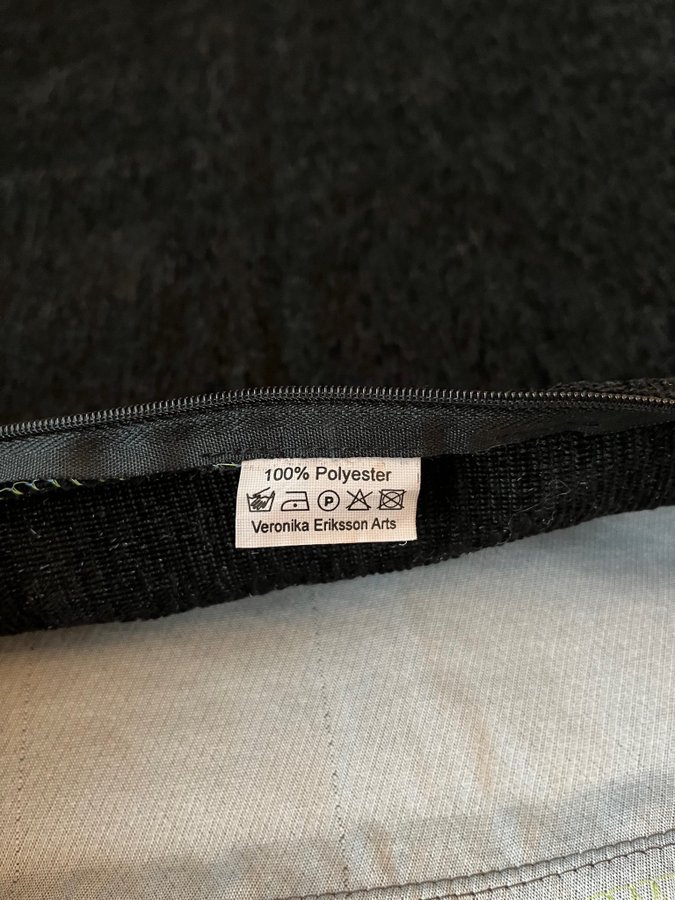 100% Polyester
P
Veronika Eriksson Arts